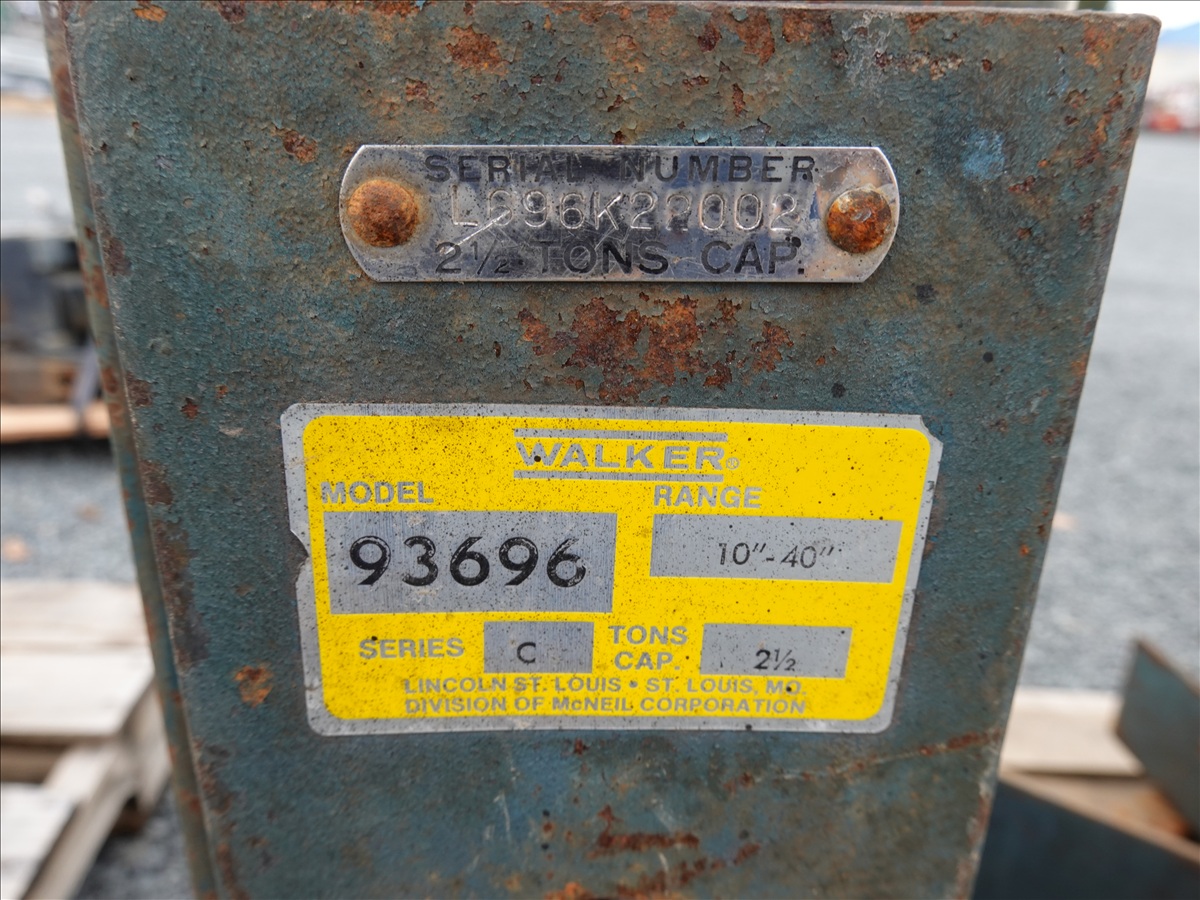 SERIAL NUMBER
2½ TONS CAP.
WALKER®
MODEL RANGE
93696 10"-40"
SERIES C TONS CAP. 2½
LINCOLN ST. LOUIS • ST. LOUIS, MO.
DIVISION OF McNEIL CORPORATION